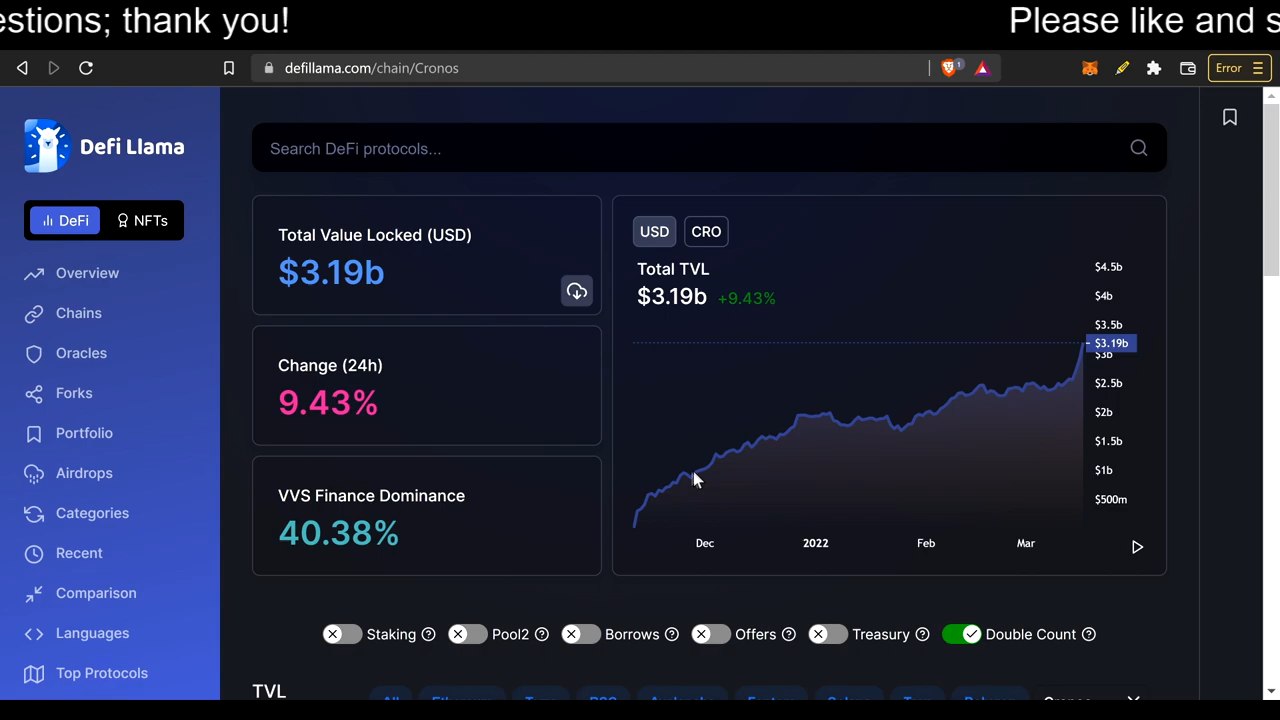 estions; thank you!
Please like and s
defillama.com/chain/Cronos
1
Error
Defi Llama
DeFi
NFTs
Overview
Chains
Oracles
Forks
Portfolio
Airdrops
Categories
Recent
Comparison
Languages
Top Protocols
Search DeFi protocols...
Total Value Locked (USD)
$3.19b
Change (24h)
9.43%
VVS Finance Dominance
40.38%
USD
CRO
Total TVL
$3.19b +9.43%
$4.5b
$4b
$3.5b
$3.19b
$3b
$2.5b
$2b
$1.5b
$1b
$500m
Dec
2022
Feb
Mar
Staking
Pool2
Borrows
Offers
Treasury
Double Count
TVL